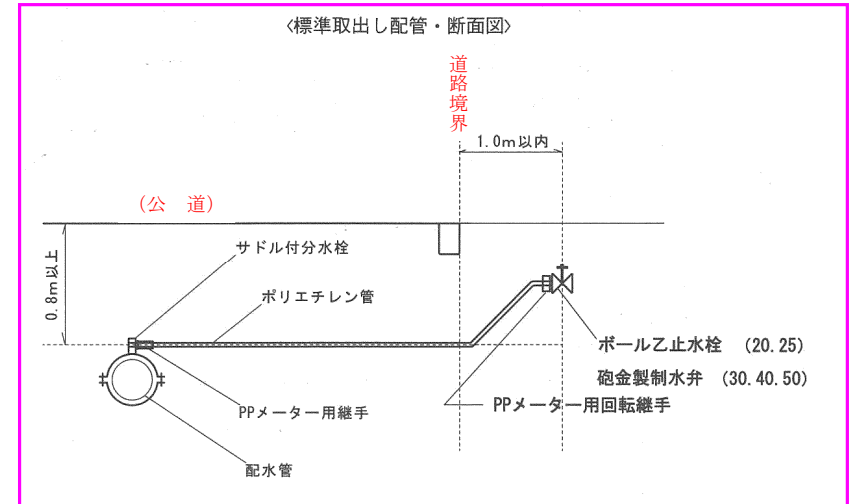 〈標準取出し配管・断面図〉
道路境界
1.0m以内
(公　道)
0.8m以上
サドル付分水栓
ポリエチレン管
ボール乙止水栓　(20.25)
砲金製制水弁　(30.40.50)
PPメーター用回転継手
PPメーター用継手
配水管